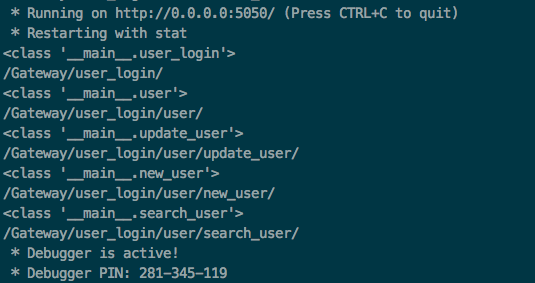 * Running on http://0.0.0.0:5050/ (Press CTRL+C to quit)
* Restarting with stat
<class '__main__.user_login'>
/Gateway/user_login/
<class '__main__.user'>
/Gateway/user_login/user/
<class '__main__.update_user'>
/Gateway/user_login/user/update_user/
<class '__main__.new_user'>
/Gateway/user_login/user/new_user/
<class '__main__.search_user'>
/Gateway/user_login/user/search_user/
* Debugger is active!
* Debugger PIN: 281-345-119